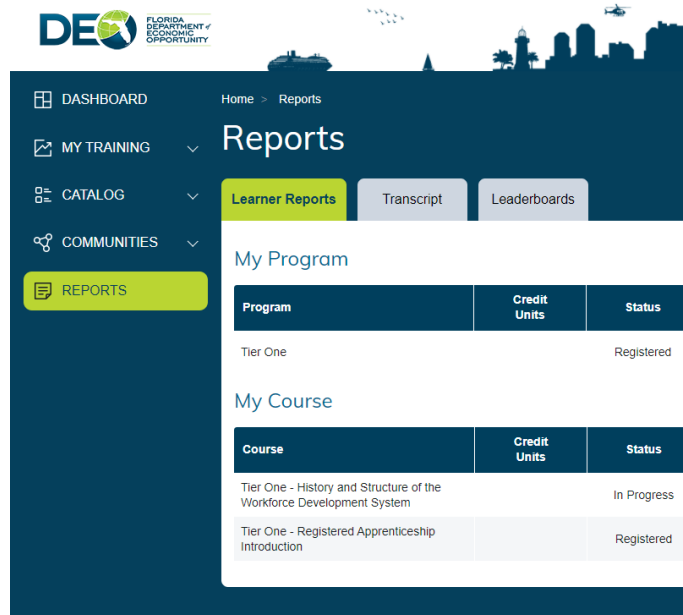 DEO
FLORIDA
DEPARTMENT of
ECONOMIC
OPPORTUNITY
DASHBOARD
MY TRAINING
CATALOG
COMMUNITIES
REPORTS
Home > Reports
Reports
Learner Reports Transcript Leaderboards
My Program
Program Credit Units Status
Tier One Registered
My Course
Course Credit Units Status
Tier One - History and Structure of the
Workforce Development System In Progress
Tier One - Registered Apprenticeship
Introduction Registered